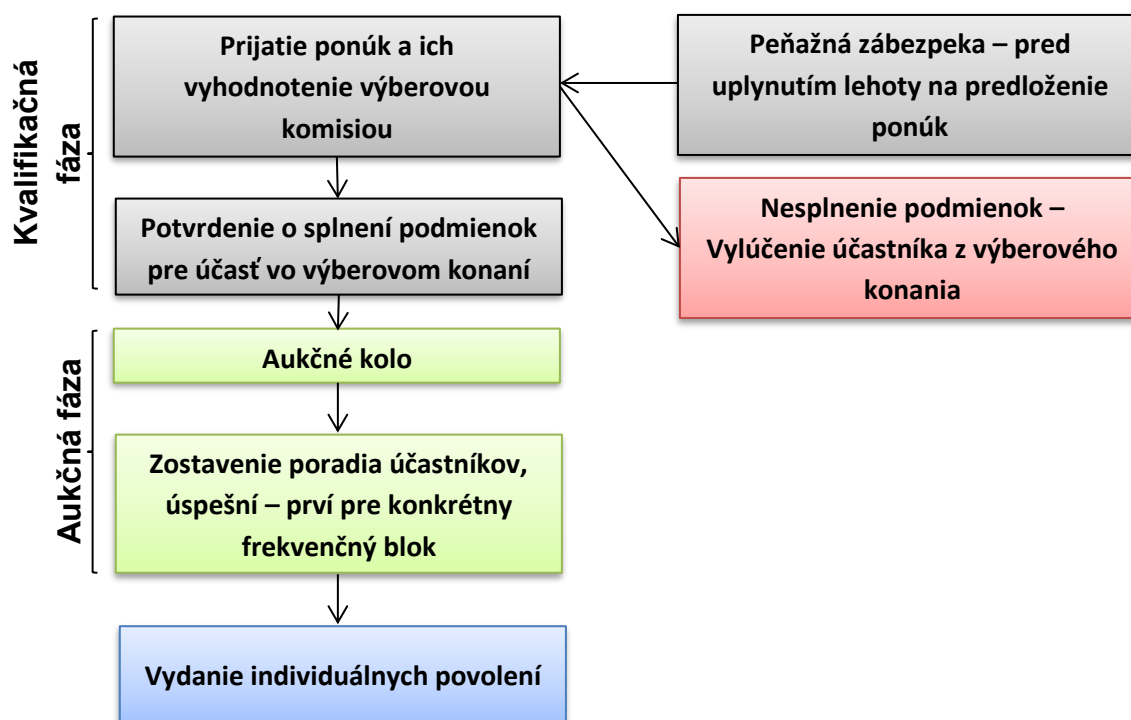 Kvalifikačná
fáza
Prijatie ponúk a ich
vyhodnotenie výberovou
komisiou
Peňažná zábezpeka – pred
uplynutím lehoty na predloženie
ponúk
Potvrdenie o splnení podmienok
pre účasť vo výberovom konaní
Nesplnenie podmienok –
Vylúčenie účastníka z výberového
konania
Aukčná fáza
Aukčné kolo
Zostavenie poradia účastníkov,
úspešní – prví pre konkrétny
frekvenčný blok
Vydanie individuálnych povolení